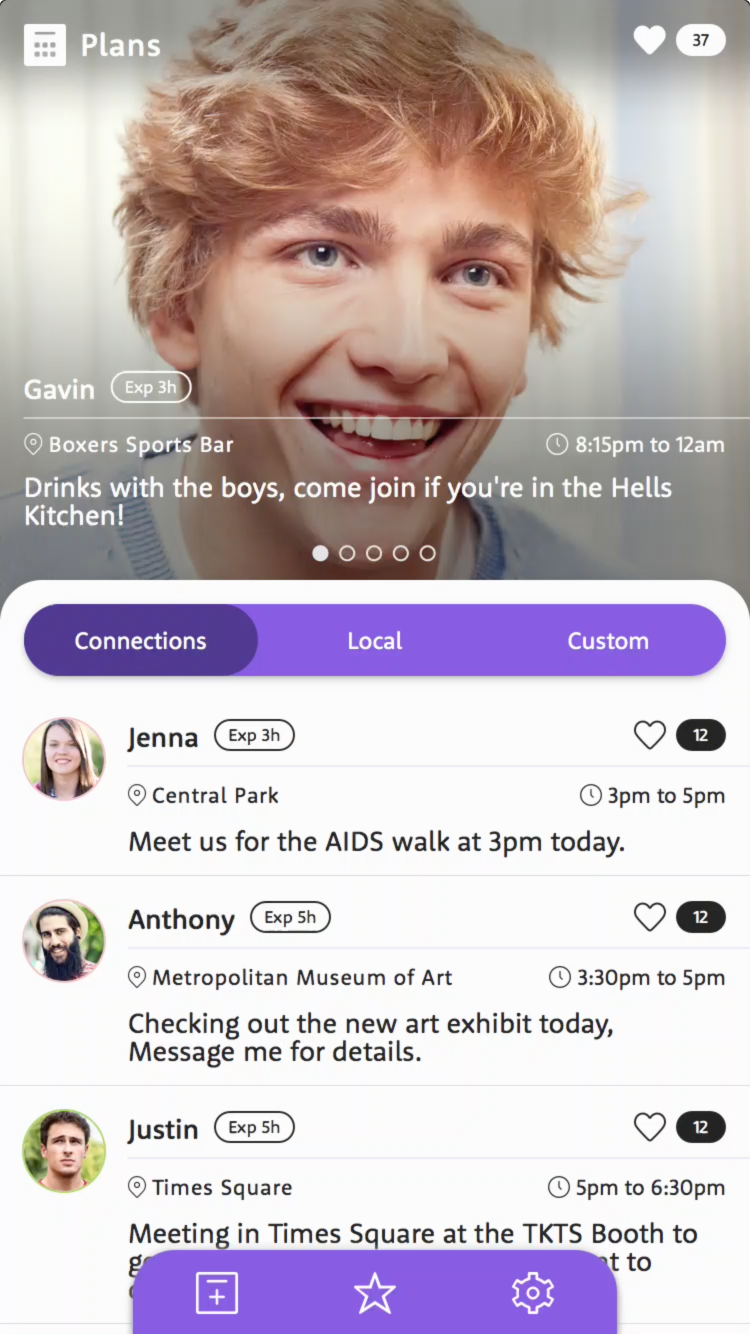 Plans
37
Gavin Exp 3h
Boxers Sports Bar 8:15pm to 12am
Drinks with the boys, come join if you're in the Hells
Kitchen!
Connections Local Custom
Jenna Exp 3h 12
Central Park 3pm to 5pm
Meet us for the AIDS walk at 3pm today.
Anthony Exp 5h 12
Metropolitan Museum of Art 3:30pm to 5pm
Checking out the new art exhibit today,
Message me for details.
Justin Exp 5h 12
Times Square 5pm to 6:30pm
Meeting in Times Square at the TKTS Booth to
to